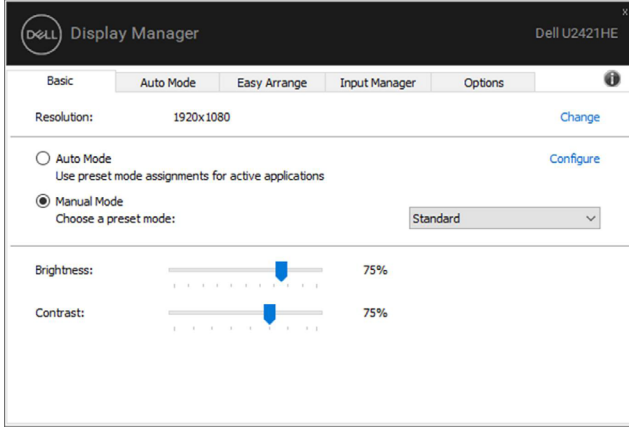 x
DELL Display Manager Dell U2421HE
Basic Auto Mode Easy Arrange Input Manager Options i
Resolution: 1920x1080 Change
Auto Mode Configure
Use preset mode assignments for active applications
Manual Mode
Choose a preset mode: Standard
Brightness: 75%
Contrast: 75%